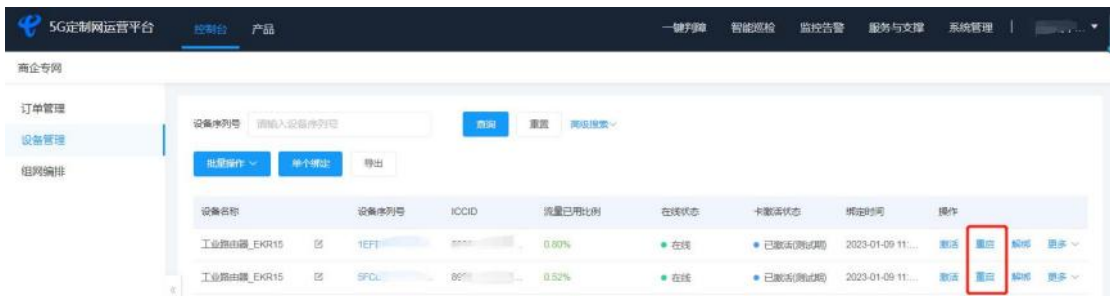 5G定制网运营平台 控制台 产品 一键判障 智能巡检 监控告警 服务与支撑 系统管理
商企专网
订单管理
设备管理
组网编排
设备序列号 请输入设备序列号 查询 重置 高级搜索
批量操作 单个绑定 导出
设备名称 设备序列号 ICCID 流量已用比例 在线状态 卡激活状态 绑定时间 操作
工业路由器_EKR15 1EF 0.60% 在线 已激活(测试期) 2023-01-09 11:... 激活 重启 解绑 更多
工业路由器_EKR15 SFC 0.52% 在线 已激活(测试期) 2023-01-09 11:... 激活 重启 解绑 更多